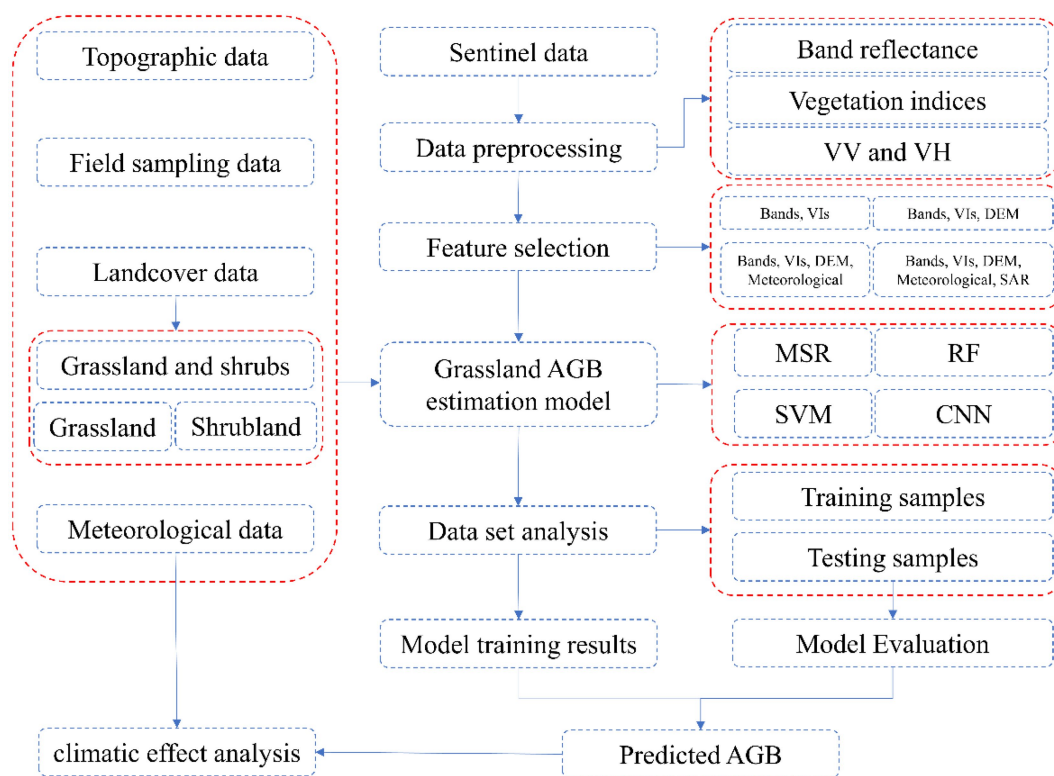 Topographic data
Field sampling data
Landcover data
Grassland and shrubs
Grassland
Shrubland
Meteorological data
climatic effect analysis
Sentinel data
Data preprocessing
Feature selection
Grassland AGB
estimation model
Data set analysis
Model training results
Predicted AGB
Band reflectance
Vegetation indices
VV and VH
Bands, VIs
Bands, VIs, DEM
Bands, VIs, DEM,
Meteorological
Bands, VIs, DEM,
Meteorological, SAR
MSR
RF
SVM
CNN
Training samples
Testing samples
Model Evaluation